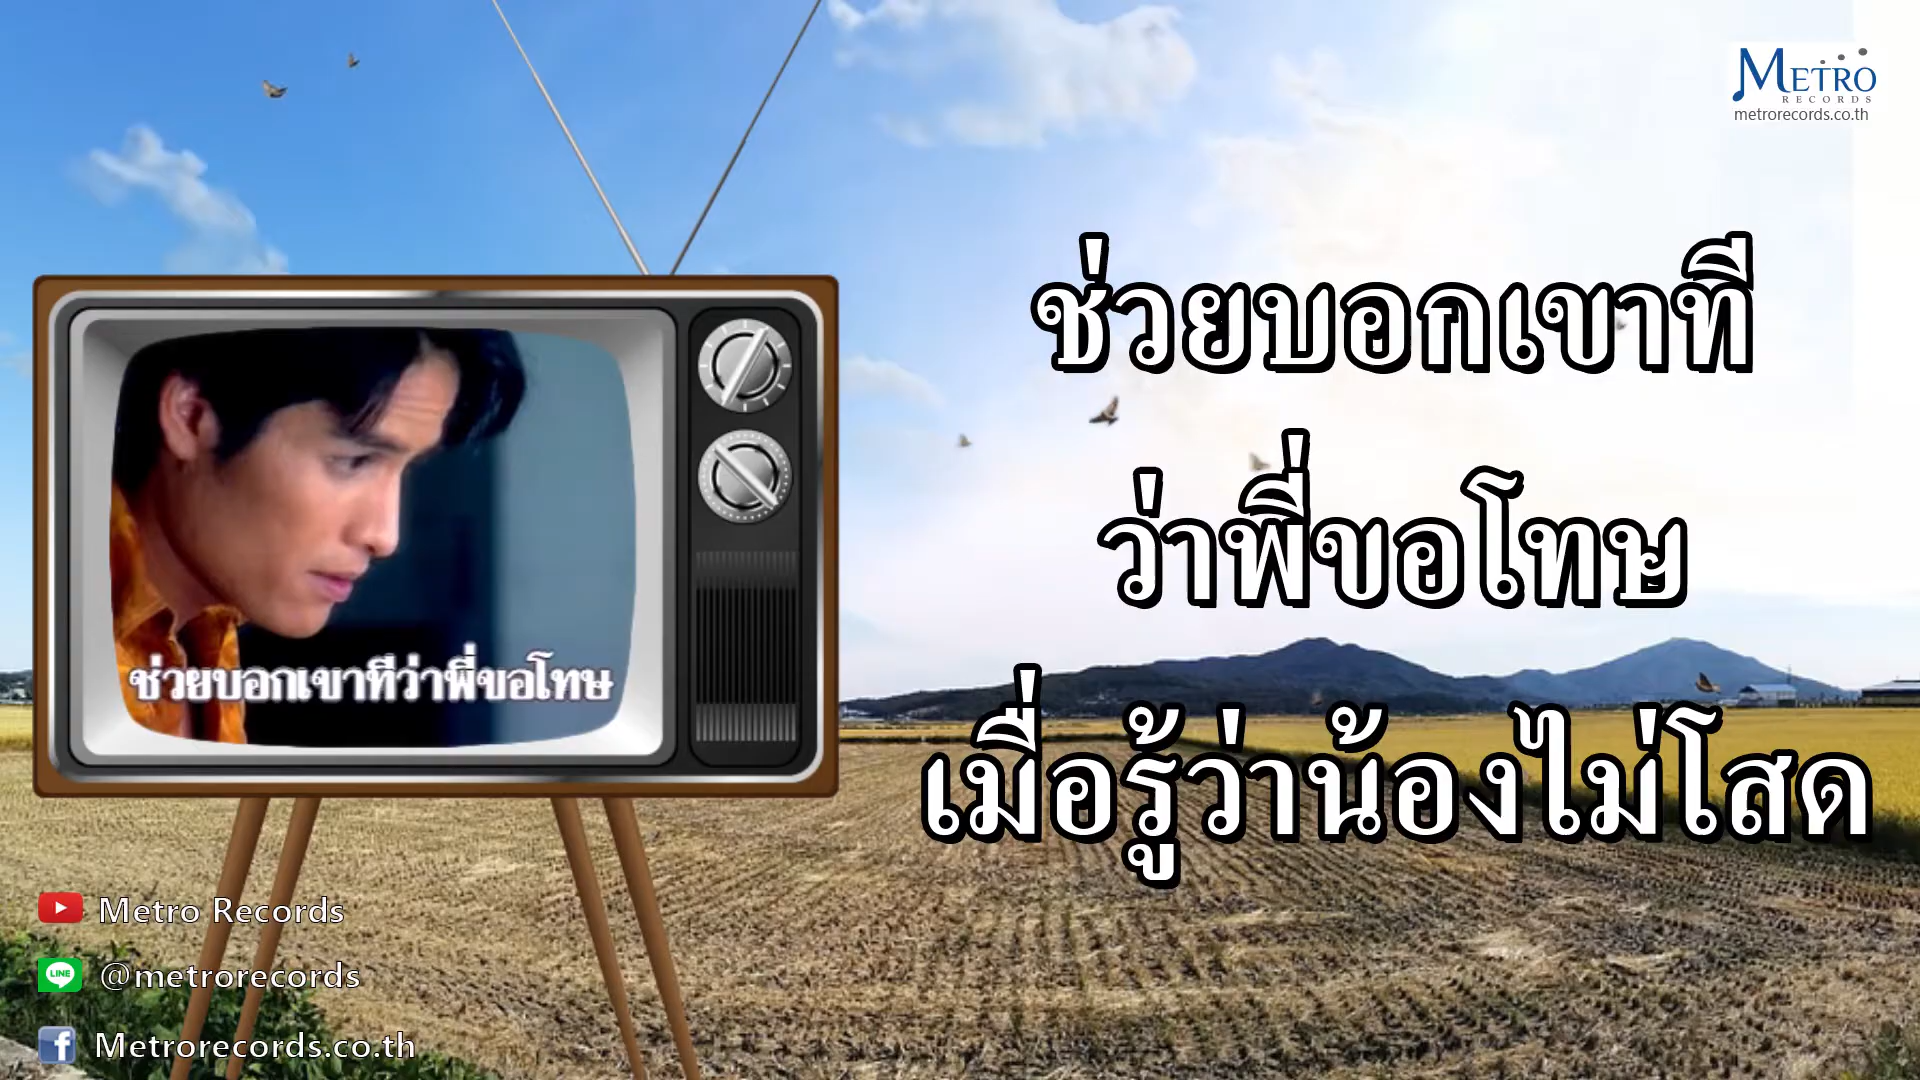 METRO
RECORDS
metrorecords.co.th
ช่วยบอกเขาที
ว่าพี่ขอโทษ
เมื่อรู้ว่าน้องไม่โสด
ช่วยบอกเขาทีว่าพี่ขอโทษ
Metro Records
LINE @metrorecords
f Metrorecords.co.th